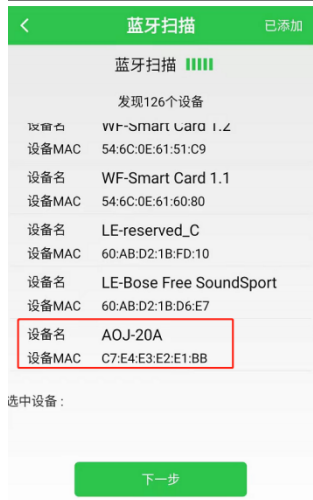 蓝牙扫描 已添加
蓝牙扫描
发现126个设备
设备名 WF-Smart Card 1.2
设备MAC 54:6C:0E:61:51:C9
设备名 WF-Smart Card 1.1
设备MAC 54:6C:0E:61:60:80
设备名 LE-reserved_C
设备MAC 60:AB:D2:1B:FD:10
设备名 LE-Bose Free SoundSport
设备MAC 60:AB:D2:1B:D6:E7
设备名 AOJ-20A
设备MAC C7:E4:E3:E2:E1:BB
选中设备 :
下一步